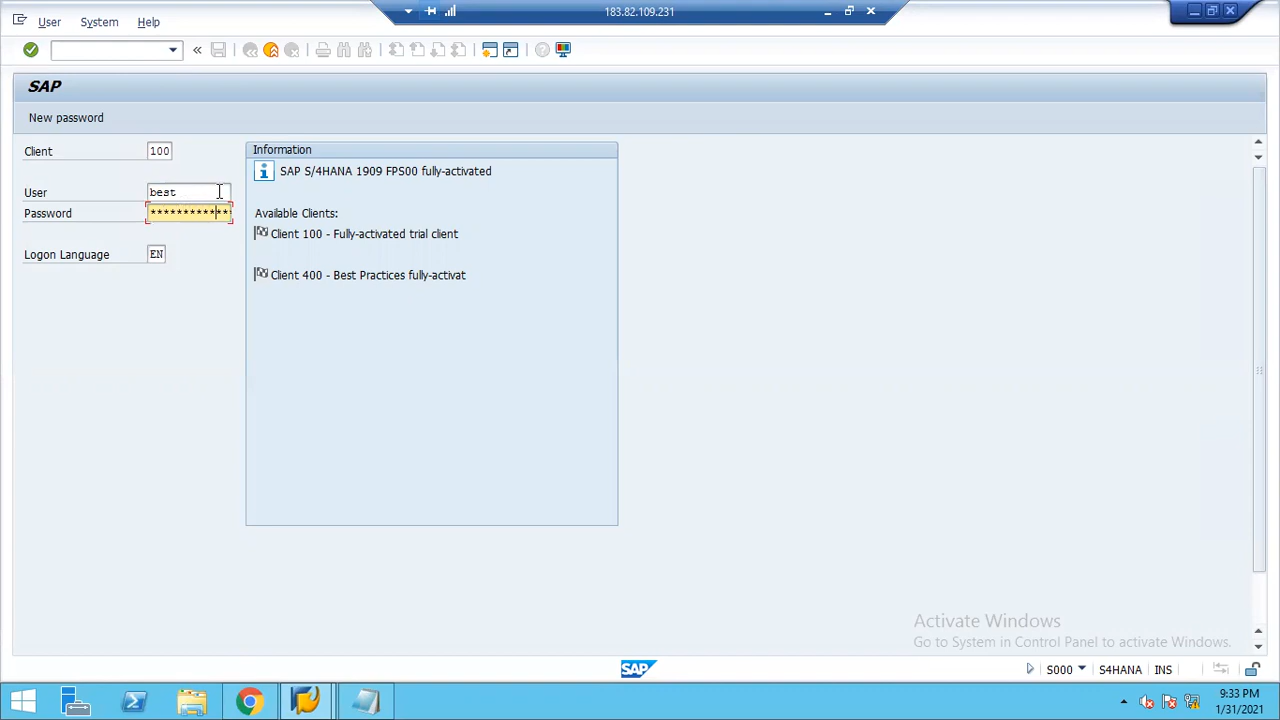 183.82.109.231
User System Help
SAP
New password
Client 100
User best
Password ************
Logon Language EN
Information
SAP S/4HANA 1909 FPS00 fully-activated
Available Clients:
Client 100 - Fully-activated trial client
Client 400 - Best Practices fully-activat
Activate Windows
Go to System in Control Panel to activate Windows.
SAP
S000 S4HANA INS
9:33 PM
1/31/2021